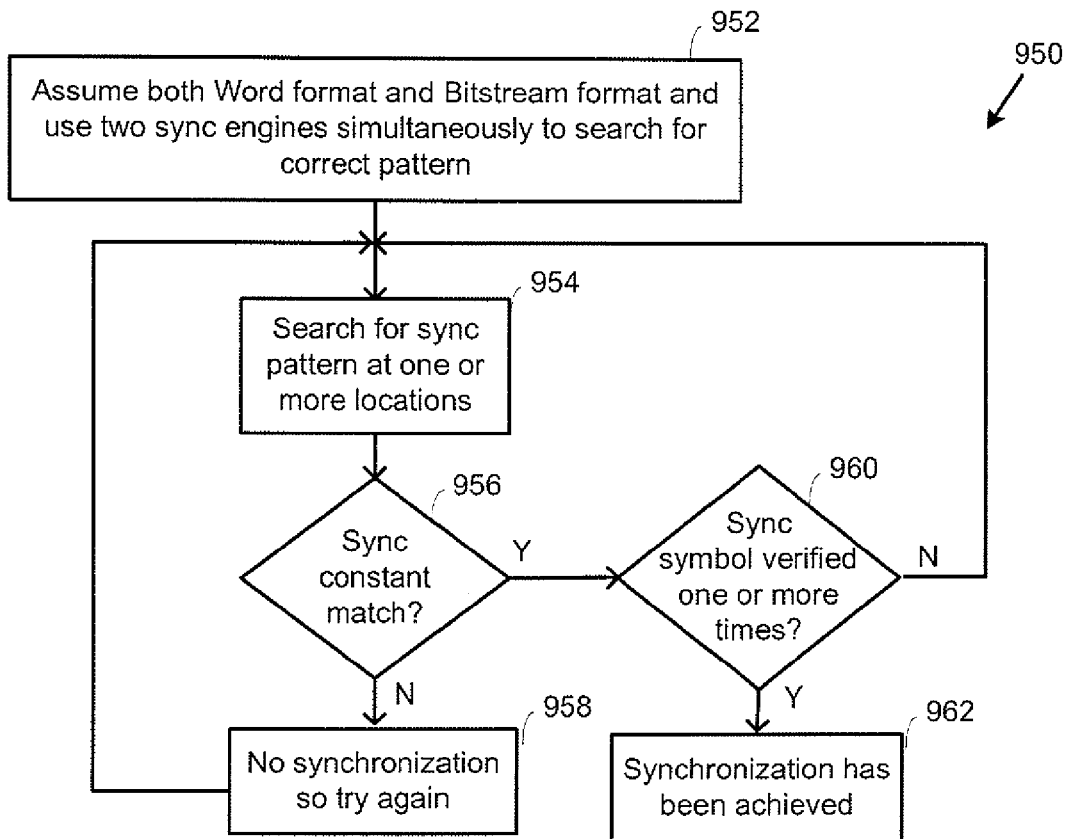 952
950
Assume both Word format and Bitstream format and
use two sync engines simultaneously to search for
correct pattern
954
Search for sync
pattern at one or
more locations
956
Sync
constant
match?
Y
N
960
Sync
symbol verified
one or more
times?
N
Y
958
No synchronization
so try again
962
Synchronization has
been achieved